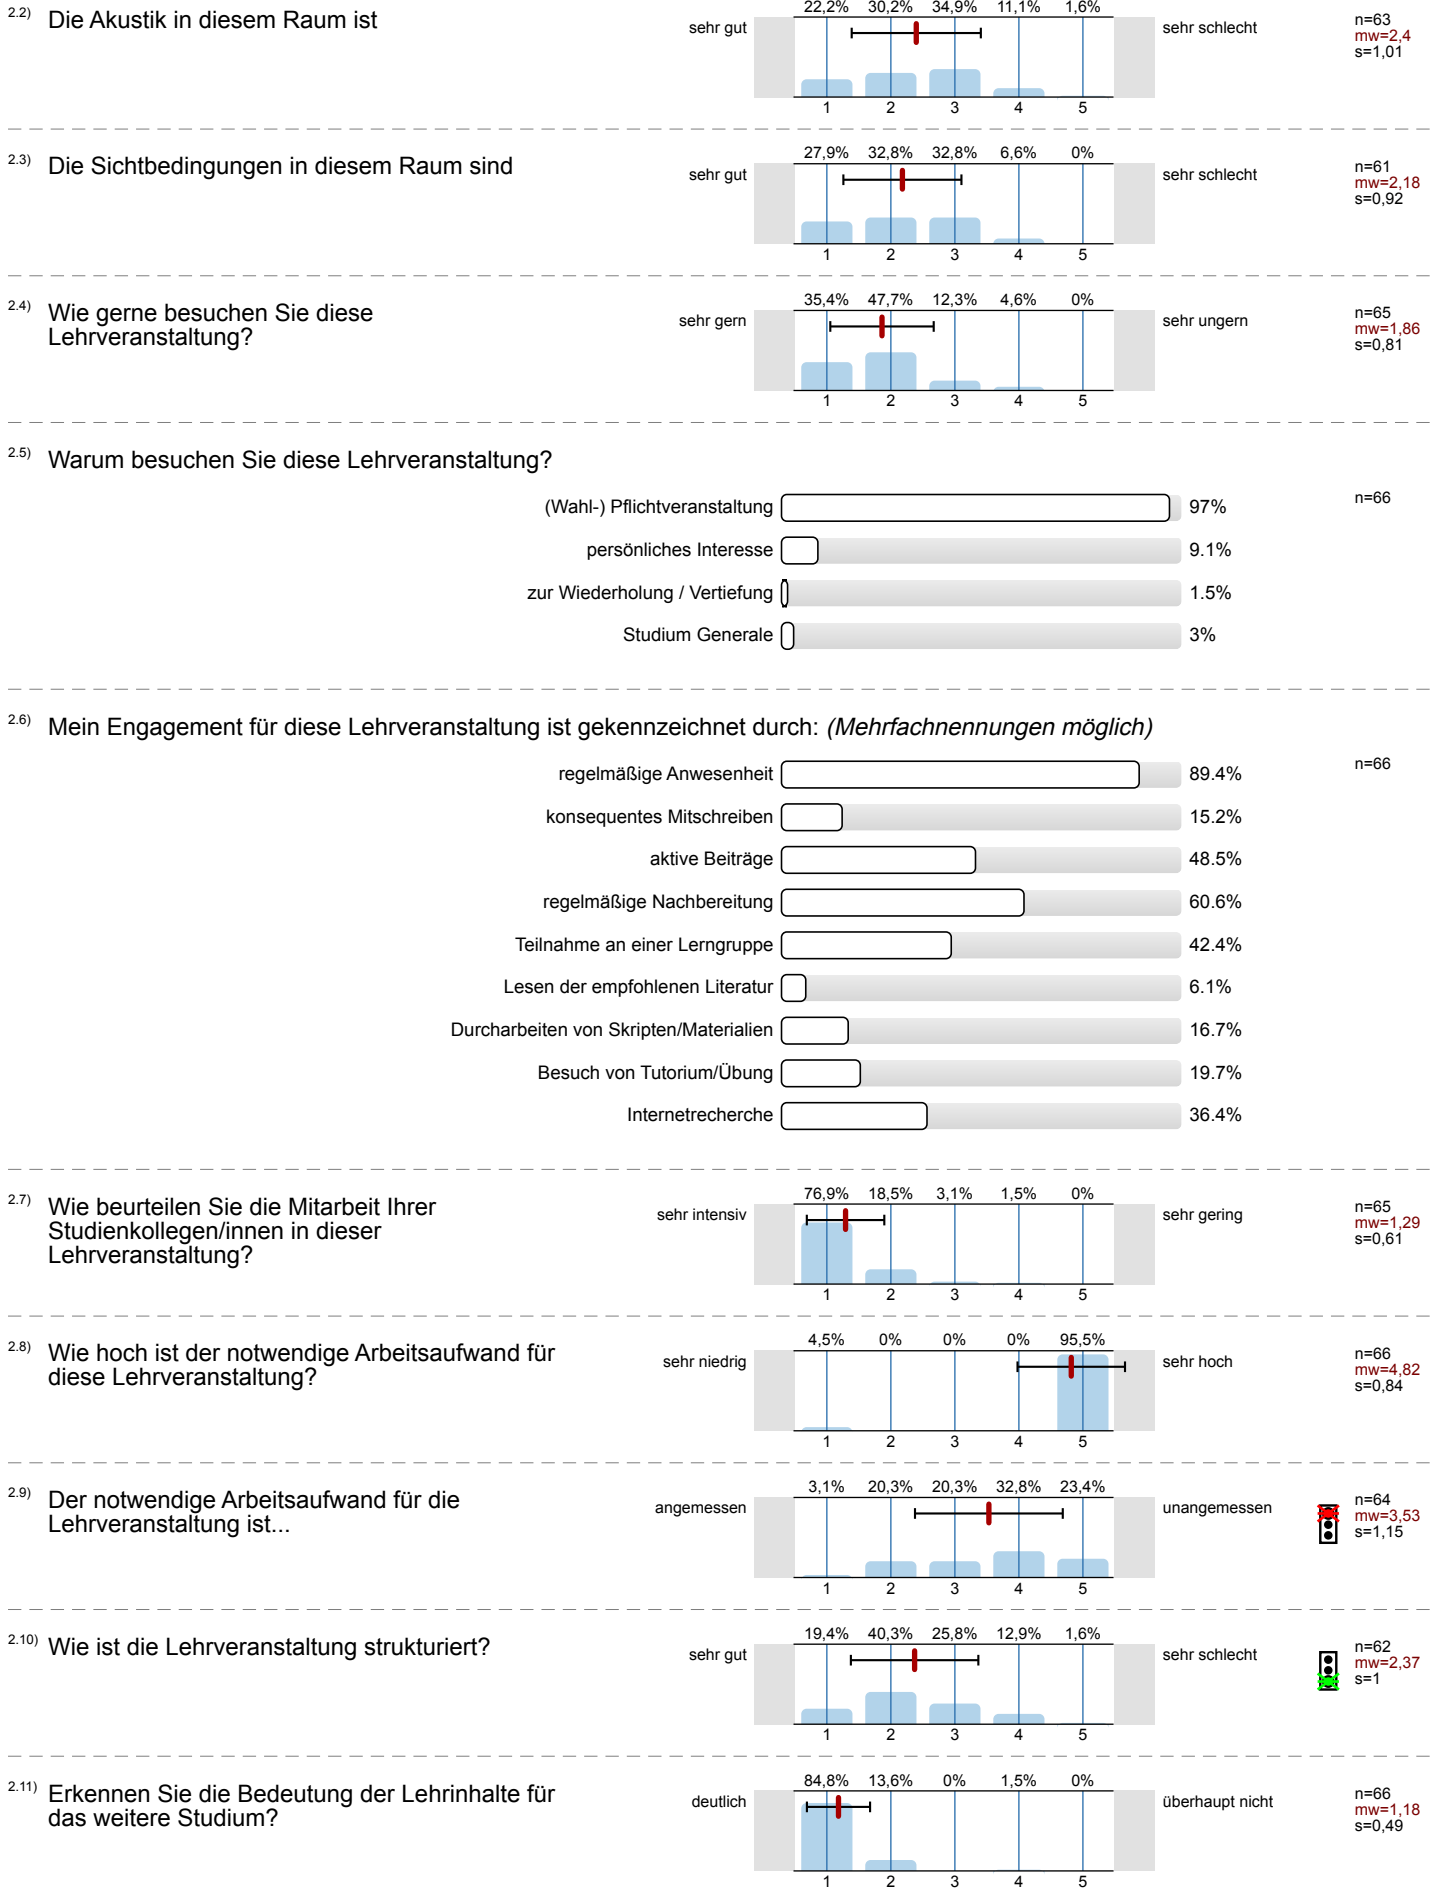 2.2) Die Akustik in diesem Raum ist
22,2% 30,2% 34,9% 11,1% 1,6%
sehr gut
sehr schlecht
n=63
mw=2,4
s=1,01
1 2 3 4 5
2.3) Die Sichtbedingungen in diesem Raum sind
27,9% 32,8% 32,8% 6,6% 0%
sehr gut
sehr schlecht
n=61
mw=2,18
s=0,92
1 2 3 4 5
2.4) Wie gerne besuchen Sie diese
Lehrveranstaltung?
35,4% 47,7% 12,3% 4,6% 0%
sehr gern
sehr ungern
n=65
mw=1,86
s=0,81
1 2 3 4 5
2.5) Warum besuchen Sie diese Lehrveranstaltung?
(Wahl-) Pflichtveranstaltung 97%
n=66
persönliches Interesse 9.1%
zur Wiederholung / Vertiefung 1.5%
Studium Generale 3%
2.6) Mein Engagement für diese Lehrveranstaltung ist gekennzeichnet durch: (Mehrfachnennungen möglich)
regelmäßige Anwesenheit 89.4%
n=66
konsequentes Mitschreiben 15.2%
aktive Beiträge 48.5%
regelmäßige Nachbereitung 60.6%
Teilnahme an einer Lerngruppe 42.4%
Lesen der empfohlenen Literatur 6.1%
Durcharbeiten von Skripten/Materialien 16.7%
Besuch von Tutorium/Übung 19.7%
Internetrecherche 36.4%
2.7) Wie beurteilen Sie die Mitarbeit Ihrer
Studienkollegen/innen in dieser
Lehrveranstaltung?
76,9% 18,5% 3,1% 1,5% 0%
sehr intensiv
sehr gering
n=65
mw=1,29
s=0,61
1 2 3 4 5
2.8) Wie hoch ist der notwendige Arbeitsaufwand für
diese Lehrveranstaltung?
4,5% 0% 0% 0% 95,5%
sehr niedrig
sehr hoch
n=66
mw=4,82
s=0,84
1 2 3 4 5
2.9) Der notwendige Arbeitsaufwand für die
Lehrveranstaltung ist...
3,1% 20,3% 20,3% 32,8% 23,4%
angemessen
unangemessen
n=64
mw=3,53
s=1,15
1 2 3 4 5
2.10) Wie ist die Lehrveranstaltung strukturiert?
19,4% 40,3% 25,8% 12,9% 1,6%
sehr gut
sehr schlecht
n=62
mw=2,37
s=1
1 2 3 4 5
2.11) Erkennen Sie die Bedeutung der Lehrinhalte für
das weitere Studium?
84,8% 13,6% 0% 1,5% 0%
deutlich
überhaupt nicht
n=66
mw=1,18
s=0,49
1 2 3 4 5